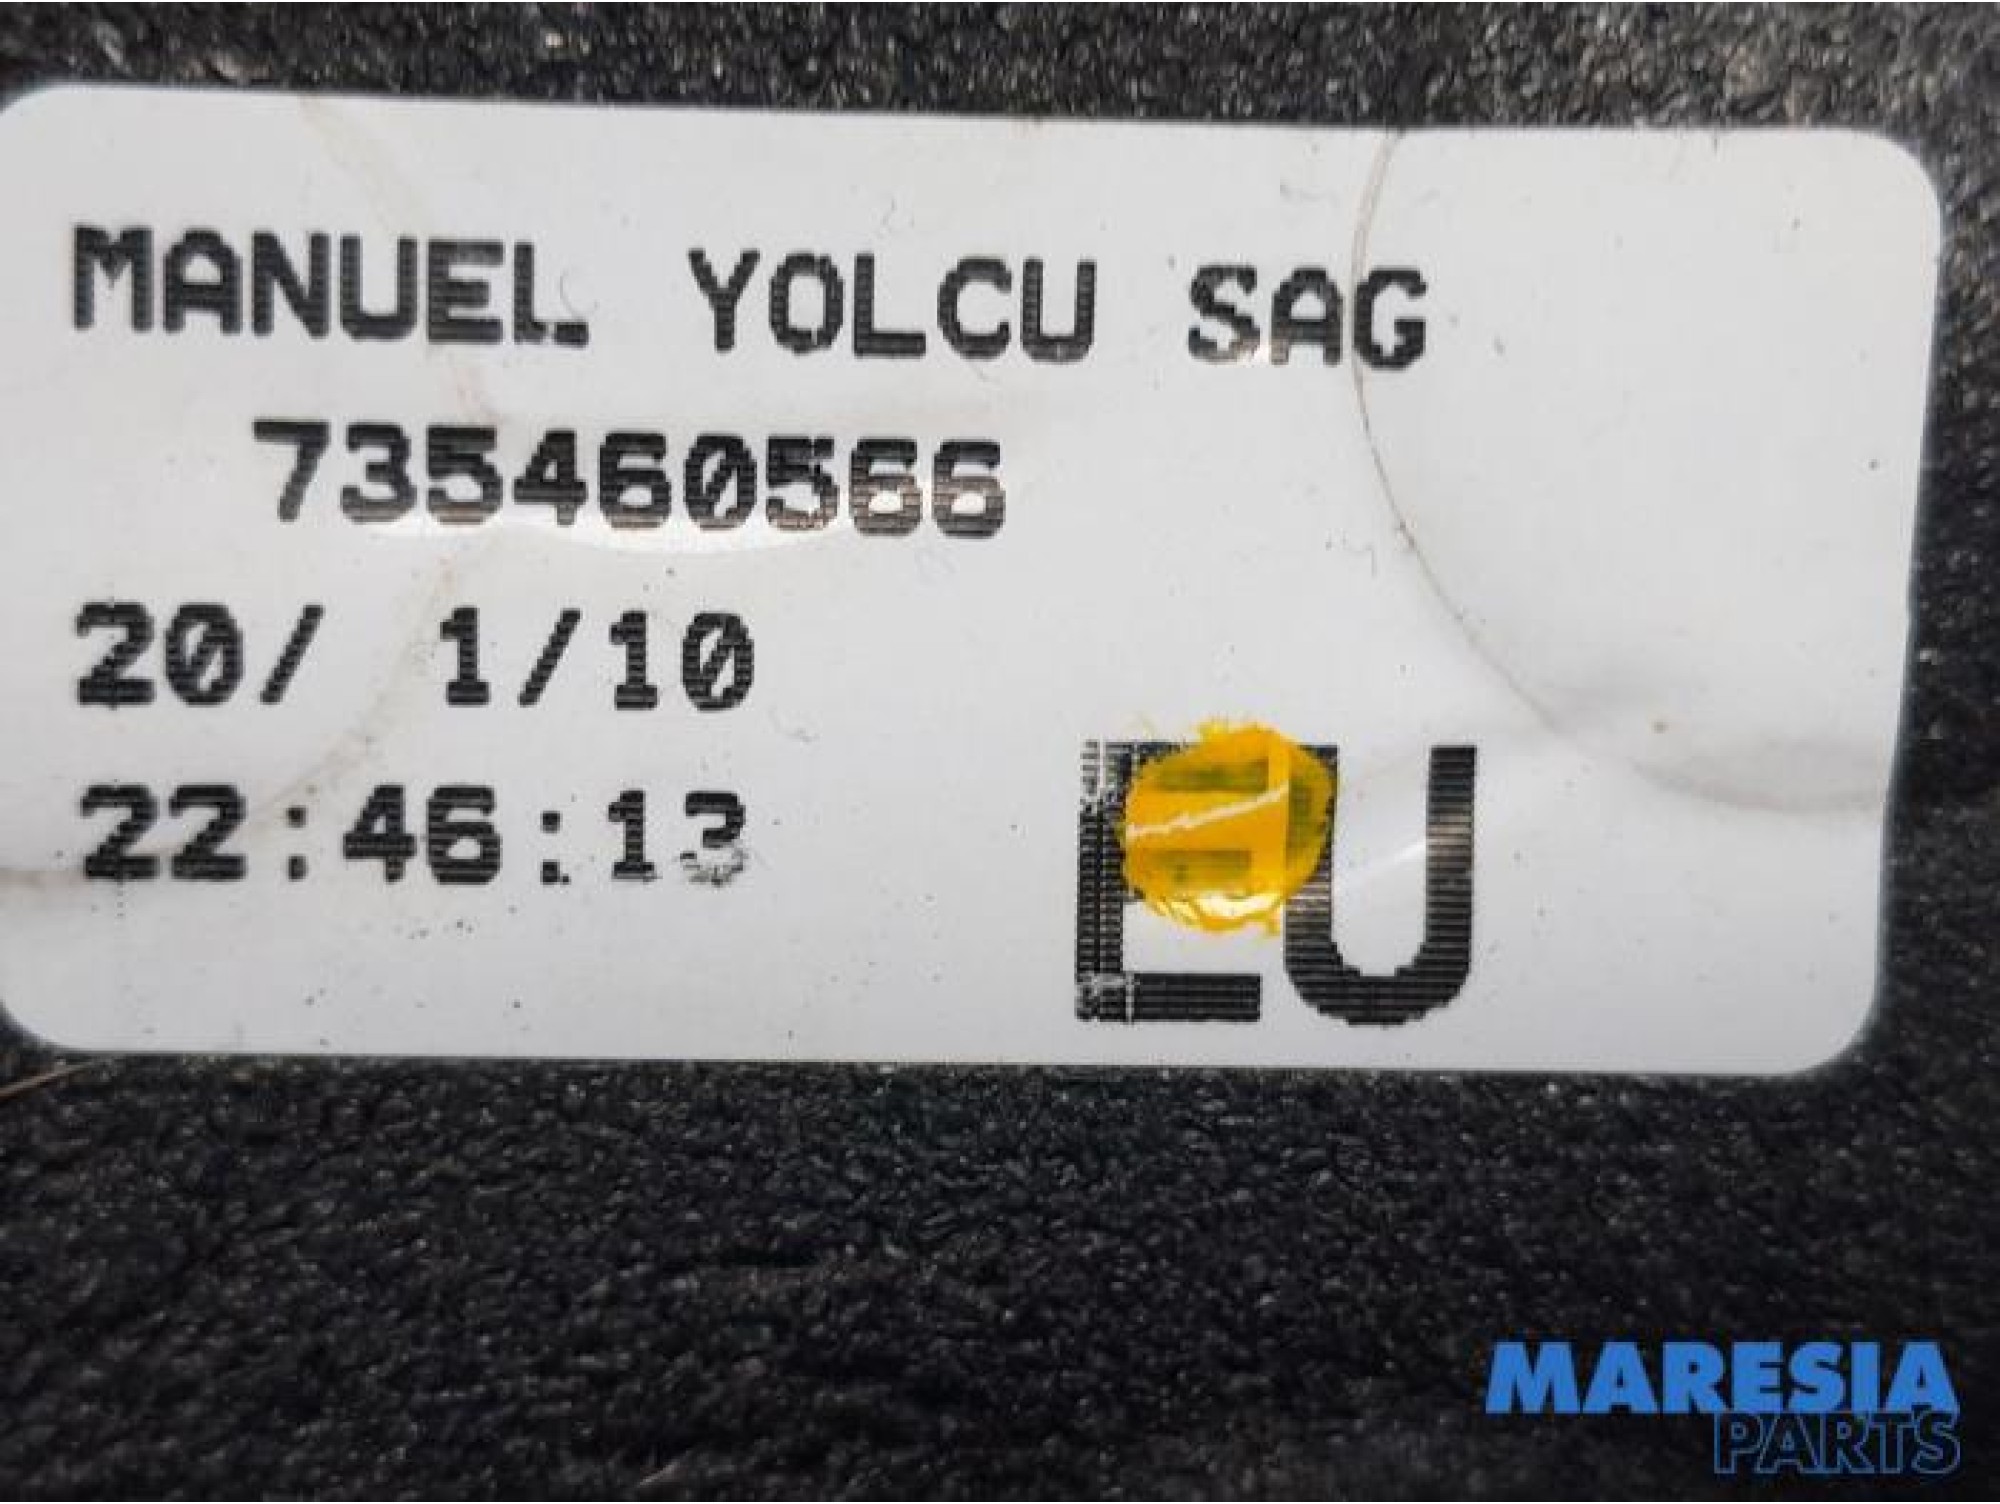 MANUEL YOLCU SAG
735460566
20/ 1/10
22:46:13
EU
MARESIA
PARTS